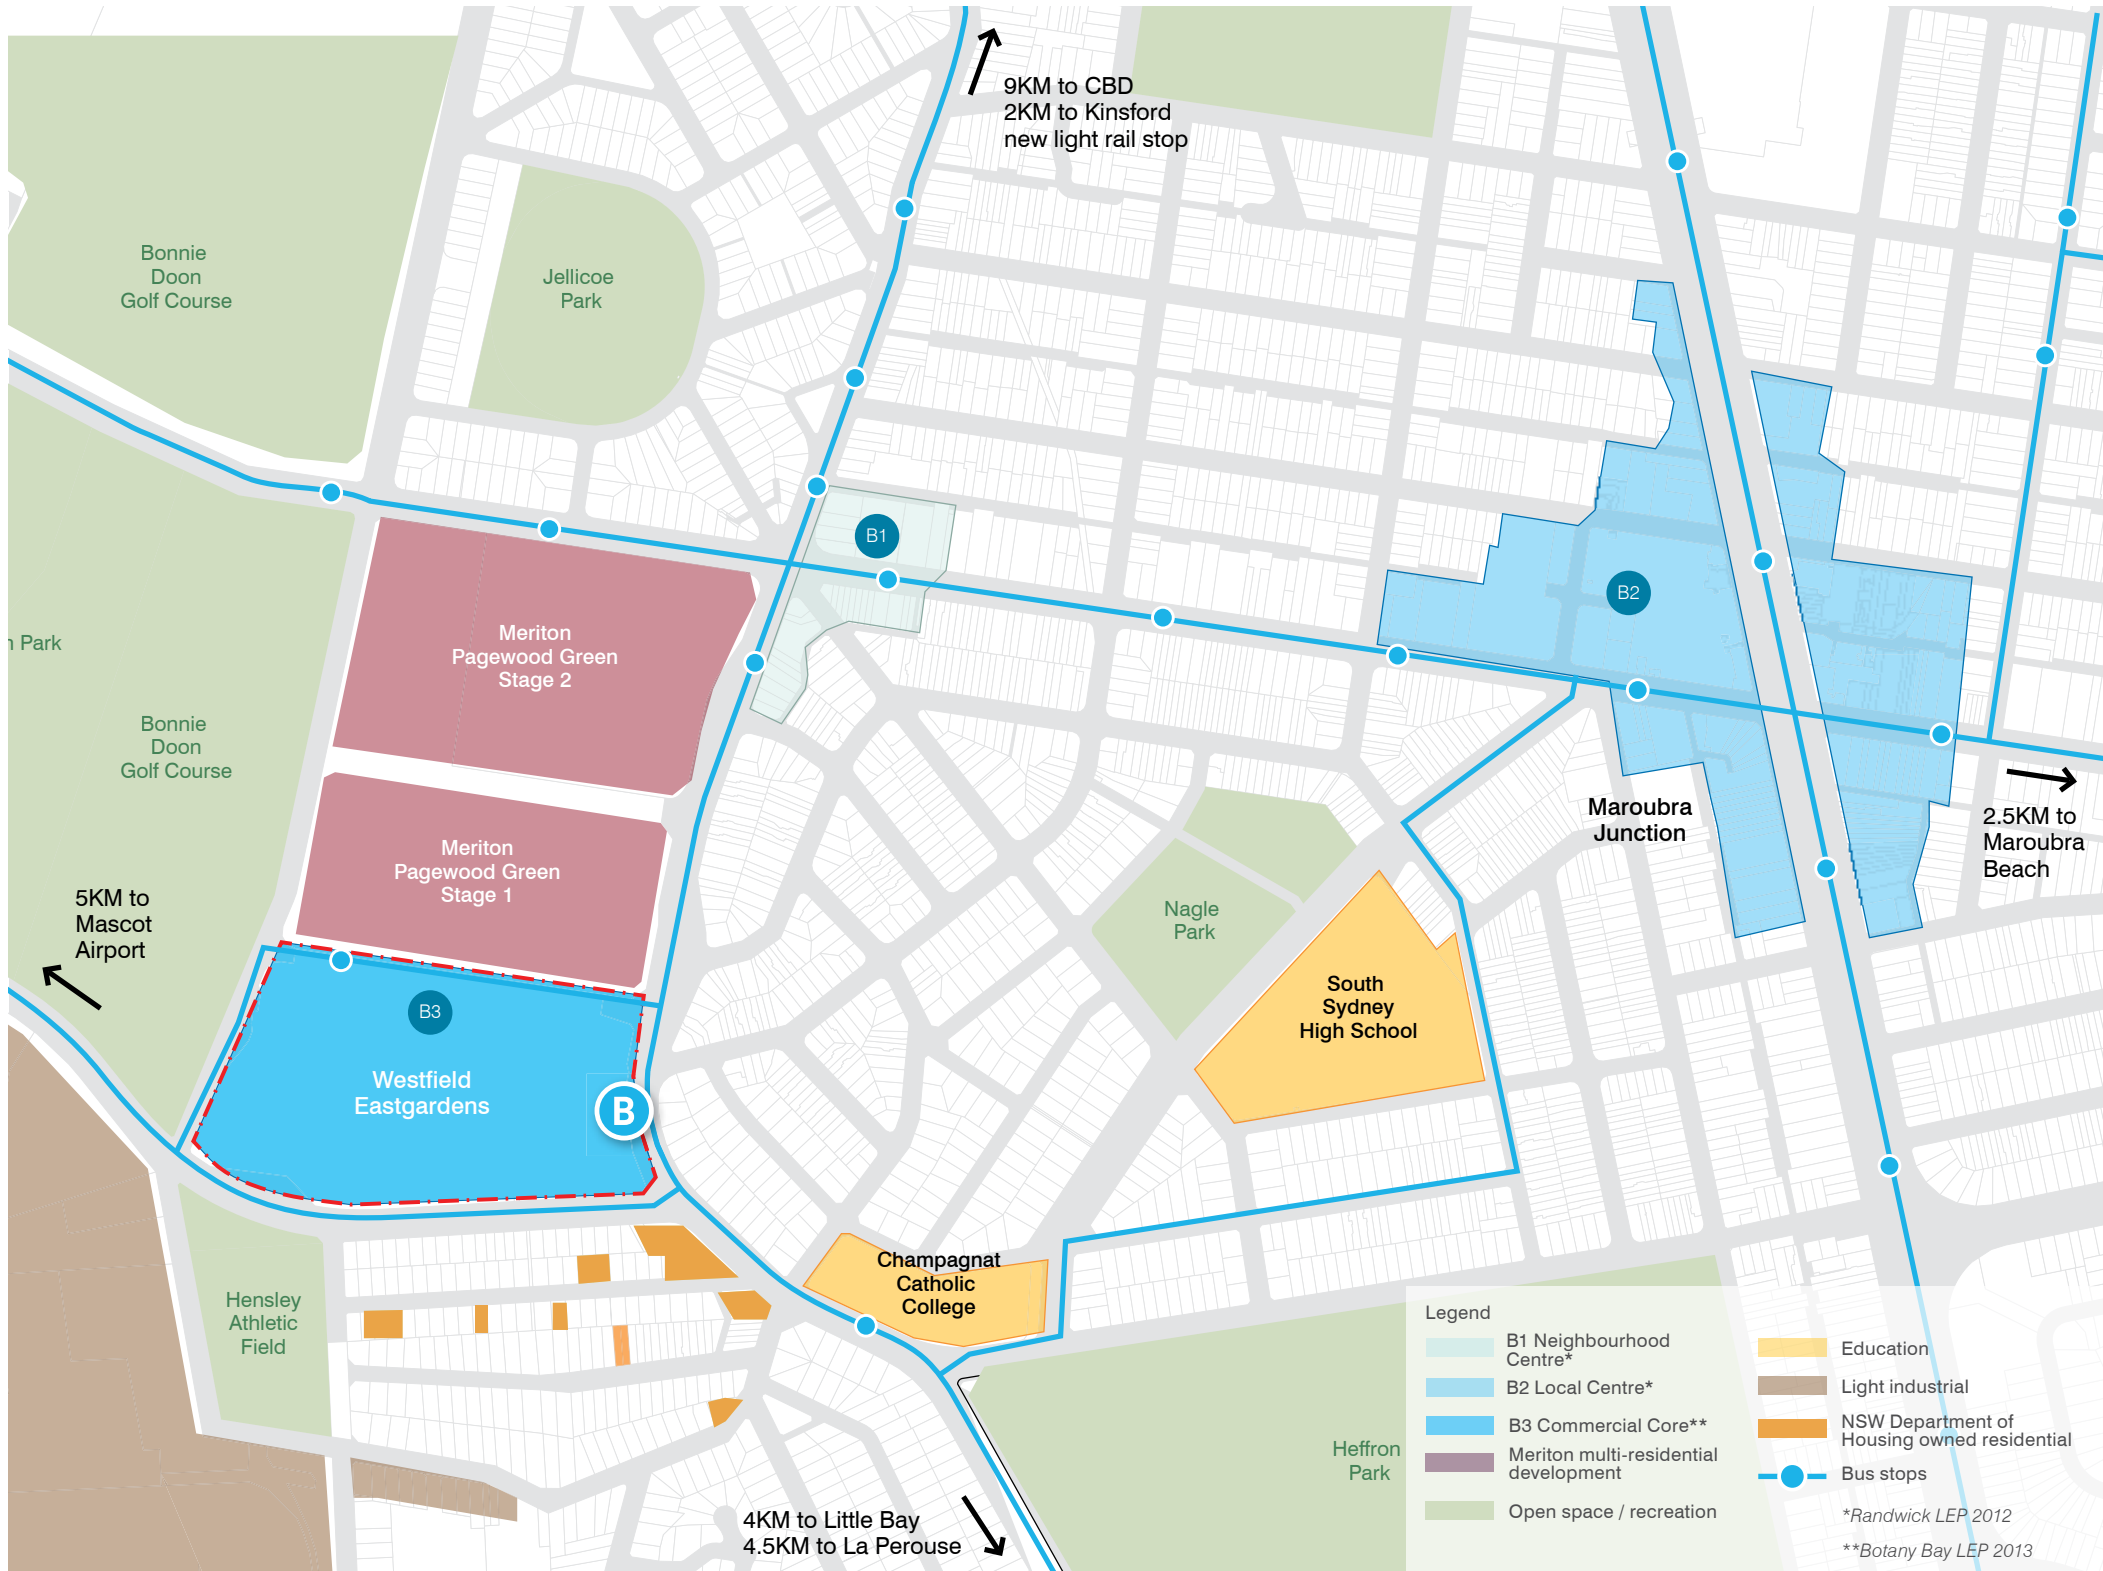 9KM to CBD
2KM to Kinsford
new light rail stop
Bonnie
Doon
Golf Course
Jellicoe
Park
B1
B2
n Park
Meriton
Pagewood Green
Stage 2
Bonnie
Doon
Golf Course
Meriton
Pagewood Green
Stage 1
Maroubra
Junction
2.5KM to
Maroubra
Beach
5KM to
Mascot
Airport
Nagle
Park
South
Sydney
High School
B3
Westfield
Eastgardens
B
Champagnat
Catholic
College
Hensley
Athletic
Field
Heffron
Park
4KM to Little Bay
4.5KM to La Perouse
Legend
B1 Neighbourhood
Centre*
B2 Local Centre*
B3 Commercial Core**
Meriton multi-residential
development
Open space / recreation
Education
Light industrial
NSW Department of
Housing owned residential
Bus stops
*Randwick LEP 2012
**Botany Bay LEP 2013